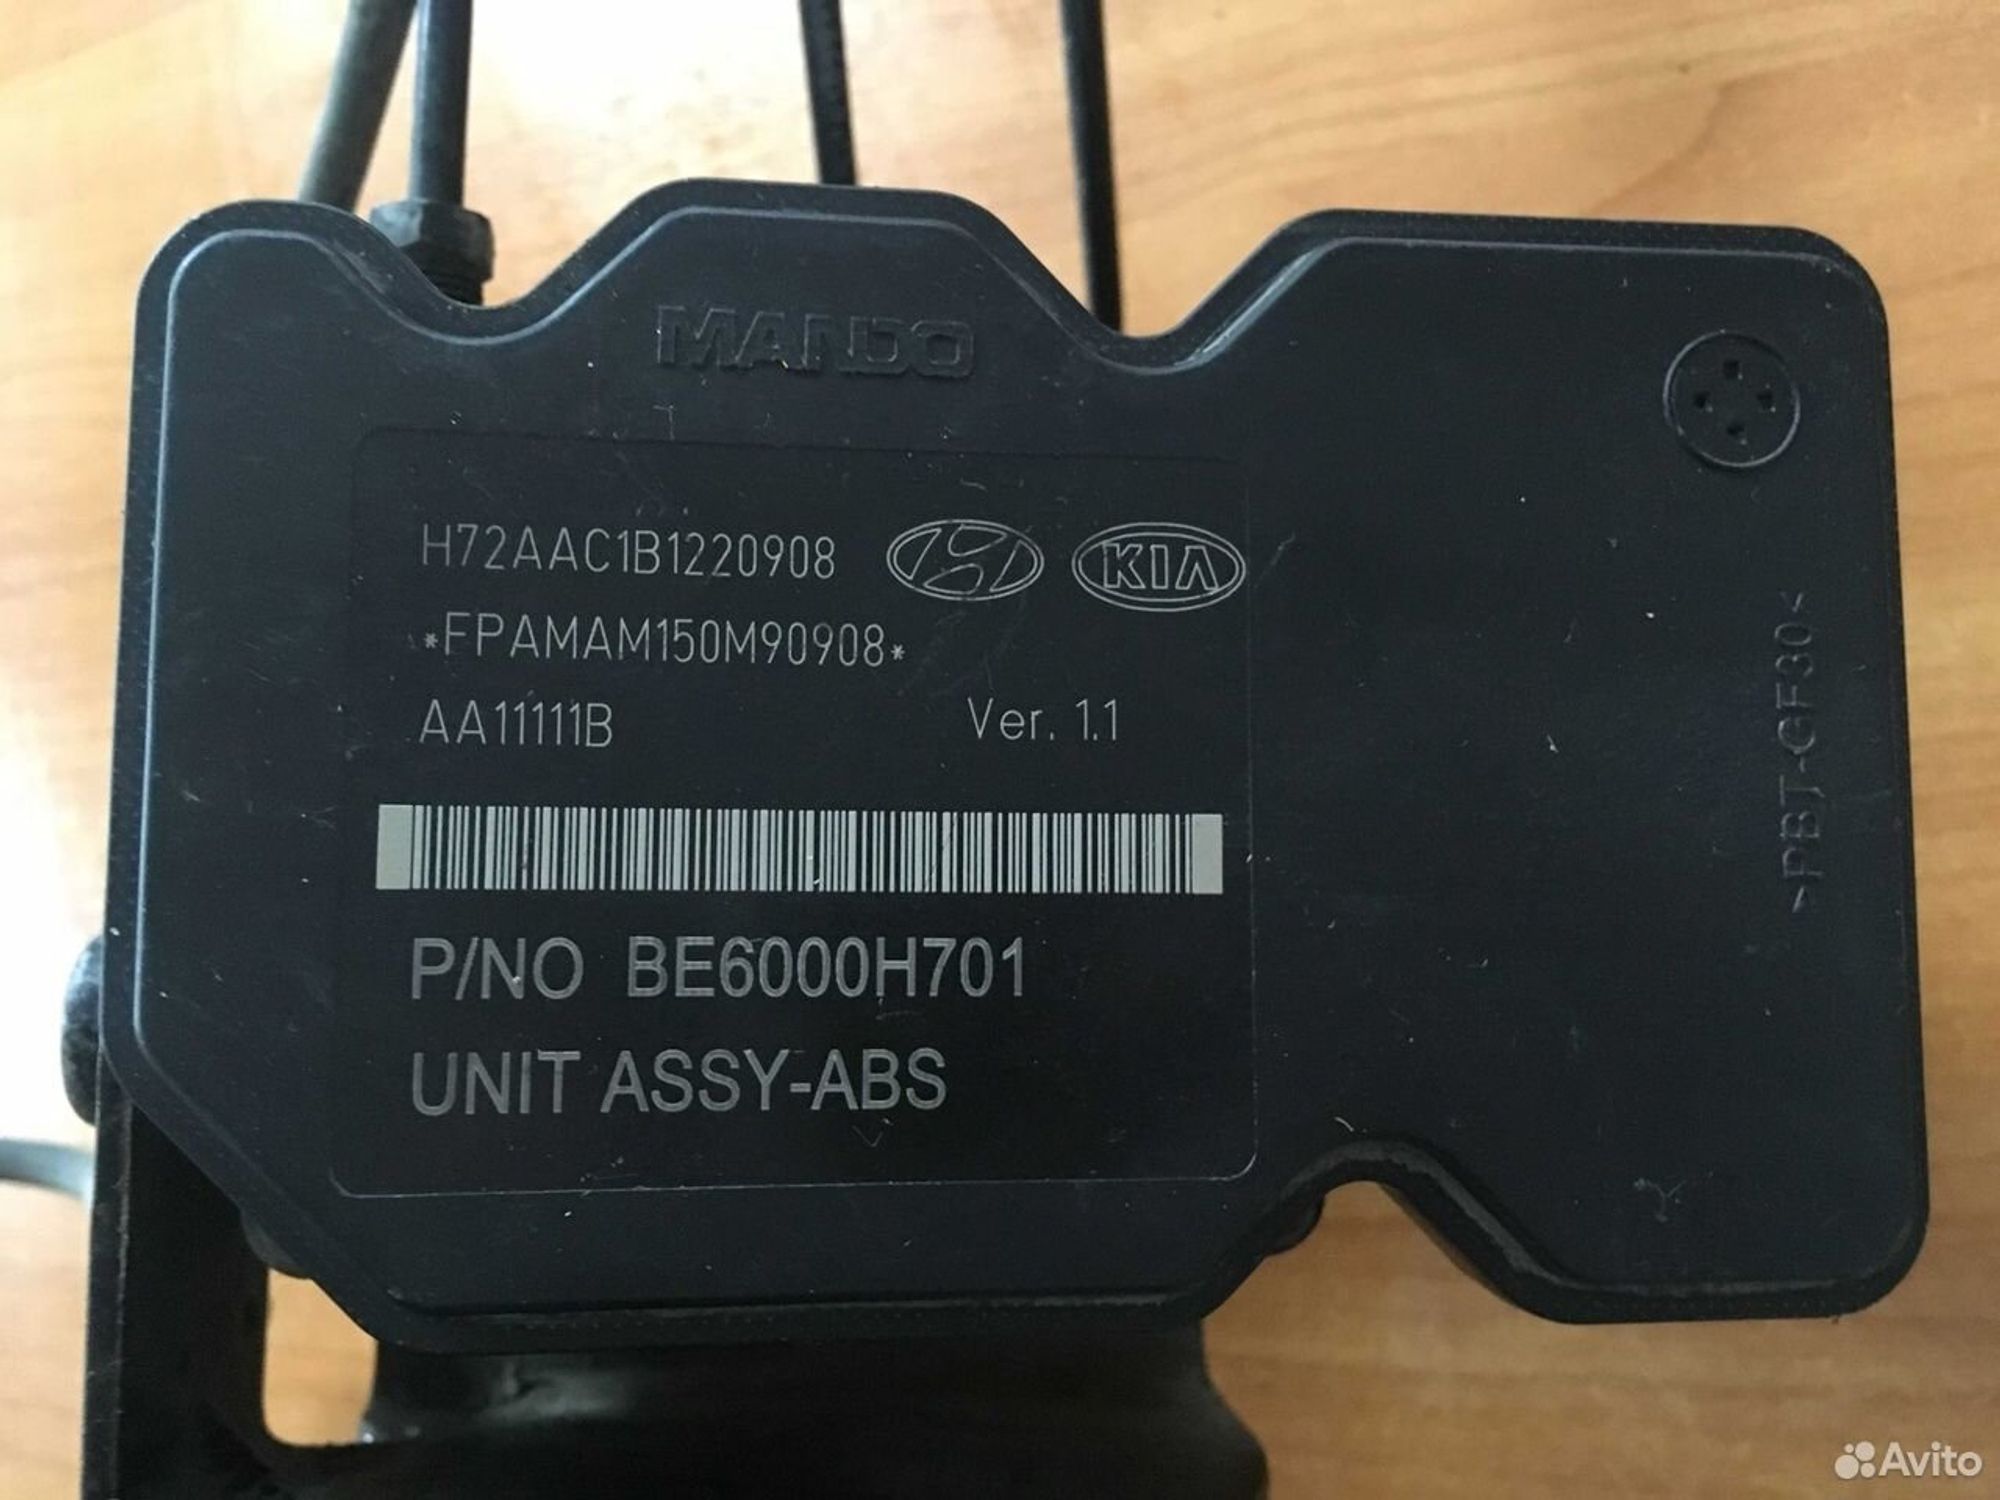 MANDO
H72AAC1B1220908
KIA
*FPAMAM150M90908*
AA11111B Ver. 1.1
P/NO BE6000H701
UNIT ASSY-ABS
>PBT-GF30<
Avito